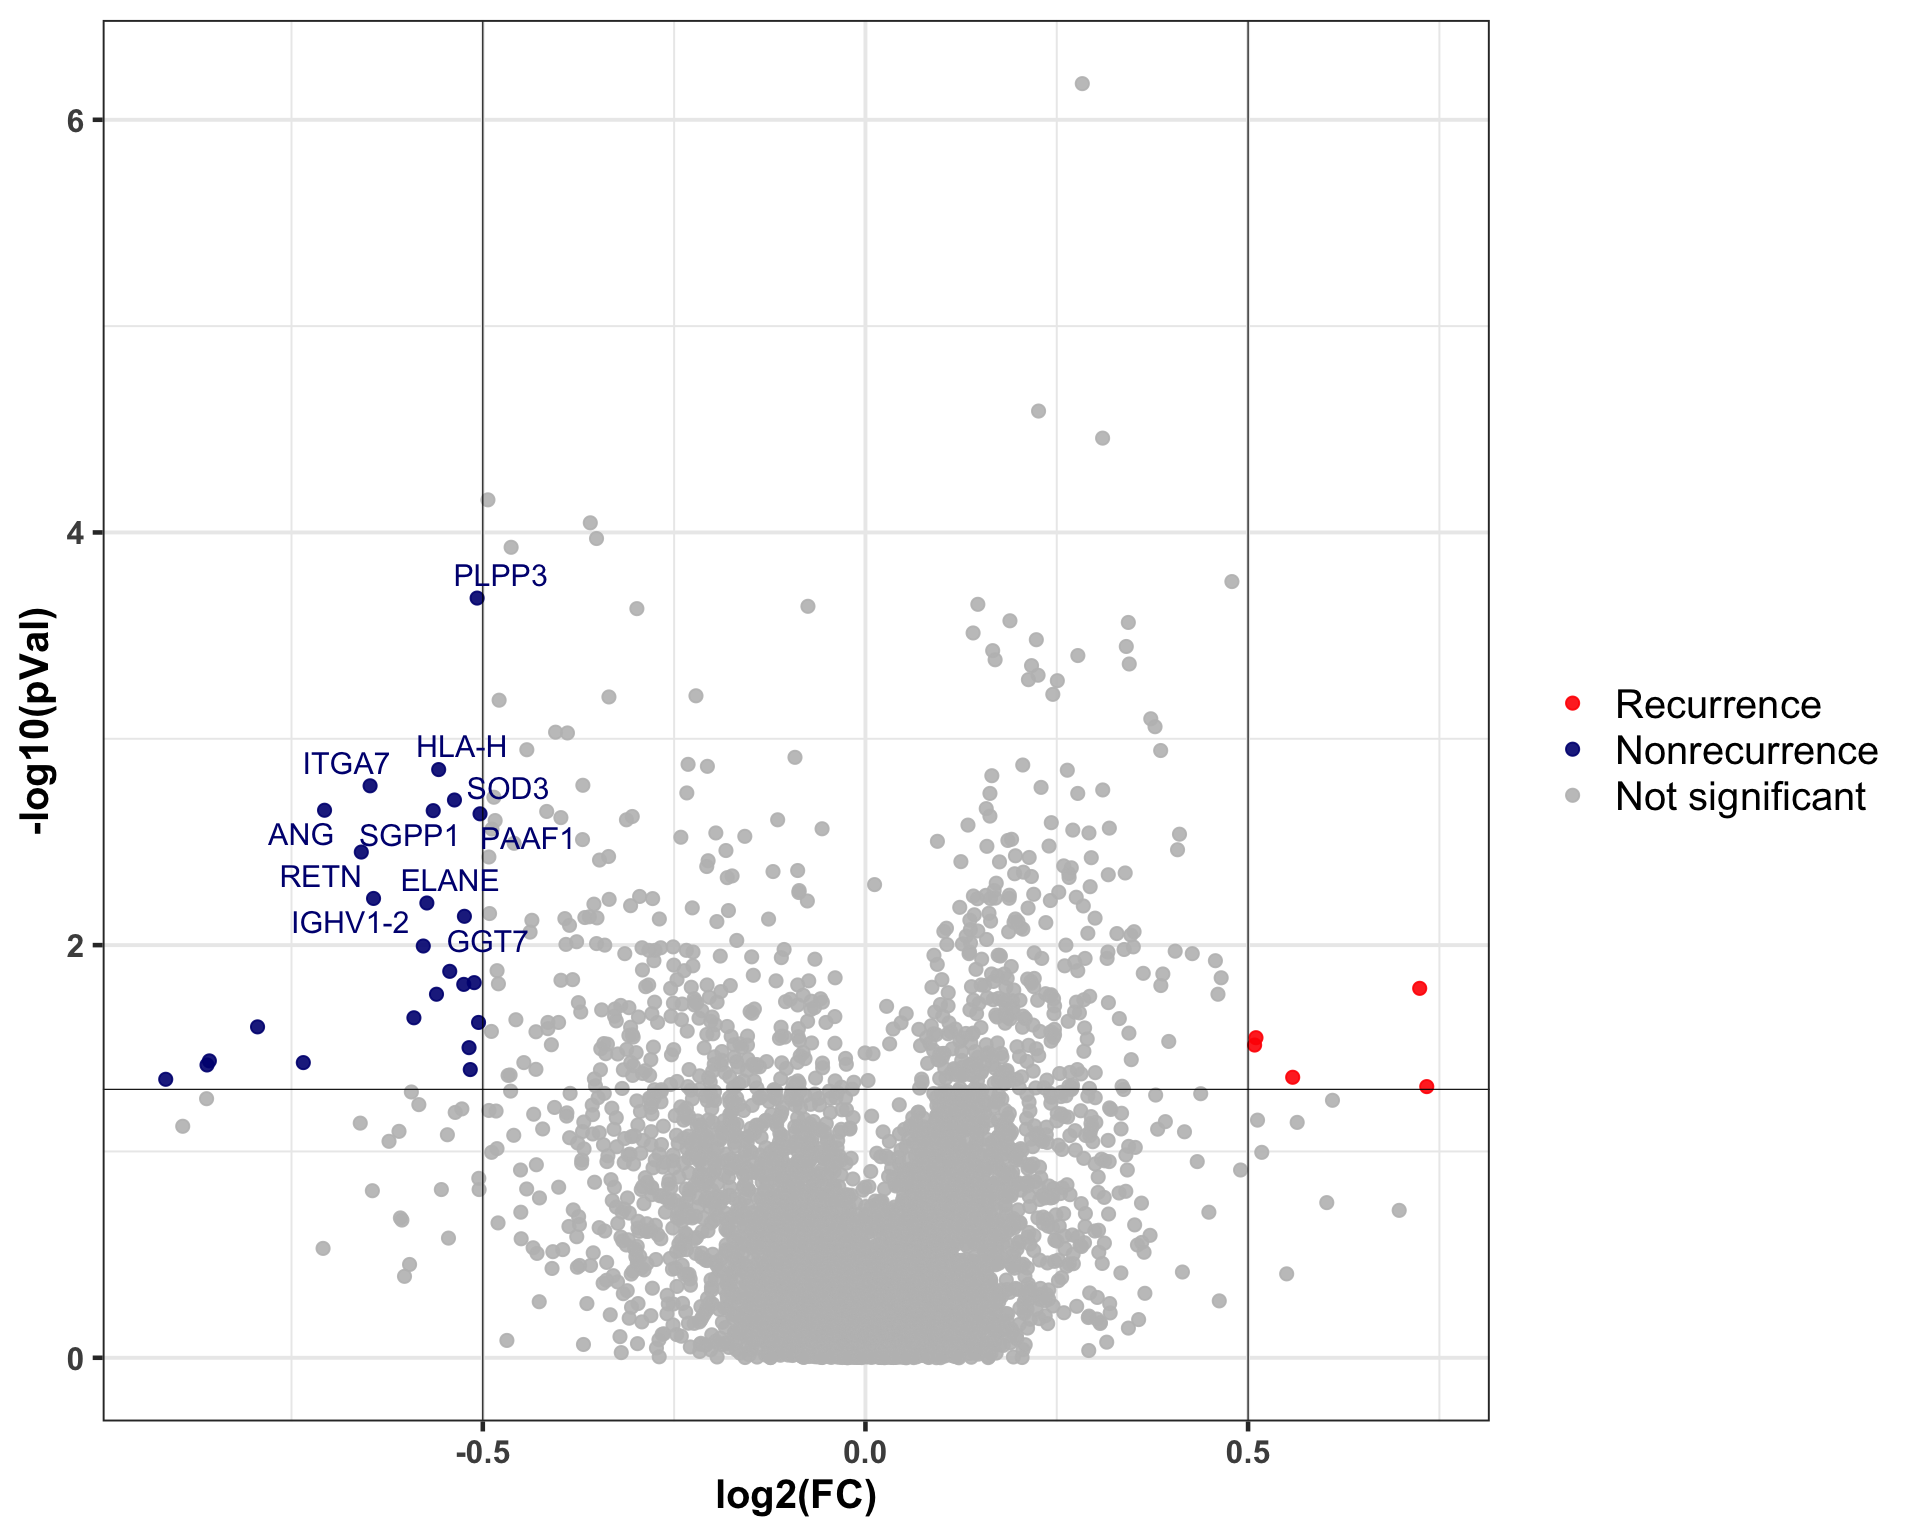 6
4
2
0
-log10(pVal)
PLPP3
HLA-H
ITGA7
SOD3
ANG
SGPP1
PAAF1
RETN
ELANE
IGHV1-2
GGT7
-0.5
0.0
0.5
log2(FC)
Recurrence
Nonrecurrence
Not significant